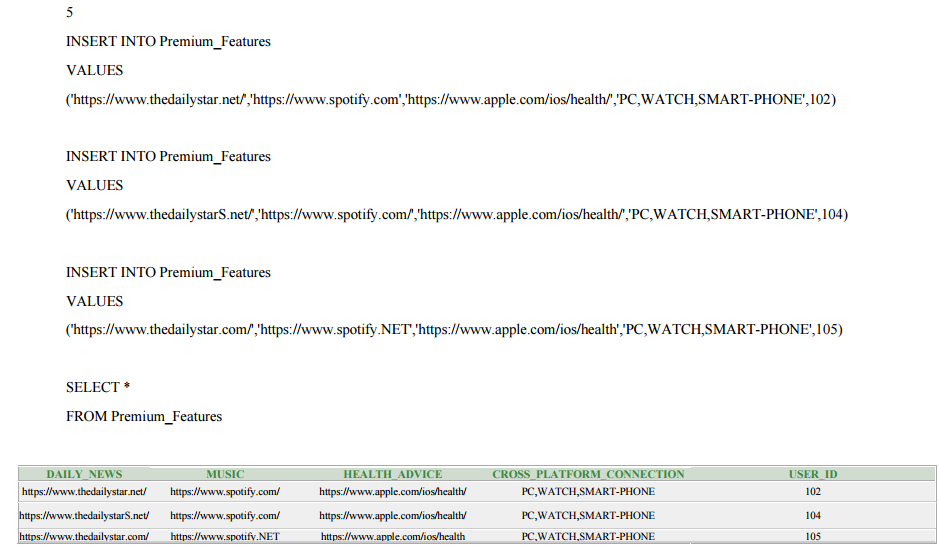 5
INSERT INTO Premium_Features
VALUES
('https://www.thedailystar.net/','https://www.spotify.com','https://www.apple.com/ios/health/','PC,WATCH,SMART-PHONE',102)
INSERT INTO Premium_Features
VALUES
('https://www.thedailystarS.net/','https://www.spotify.com/','https://www.apple.com/ios/health/','PC,WATCH,SMART-PHONE',104)
INSERT INTO Premium_Features
VALUES
('https://www.thedailystar.com/','https://www.spotify.NET','https://www.apple.com/ios/health','PC,WATCH,SMART-PHONE',105)
SELECT *
FROM Premium_Features
DAILY_NEWS MUSIC HEALTH_ADVICE CROSS_PLATFORM_CONNECTION USER_ID
https://www.thedailystar.net/ https://www.spotify.com/ https://www.apple.com/ios/health/ PC,WATCH,SMART-PHONE 102
https://www.thedailystarS.net/ https://www.spotify.com/ https://www.apple.com/ios/health/ PC,WATCH,SMART-PHONE 104
https://www.thedailystar.com/ https://www.spotify.NET https://www.apple.com/ios/health PC,WATCH,SMART-PHONE 105